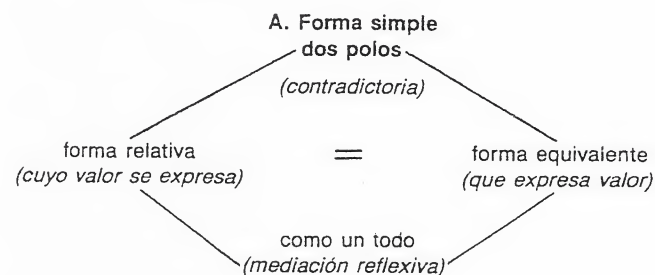 A. Forma simple
dos polos
(contradictoria)
forma relativa = forma equivalente
(cuyo valor se expresa) (que expresa valor)
como un todo
(mediación reflexiva)